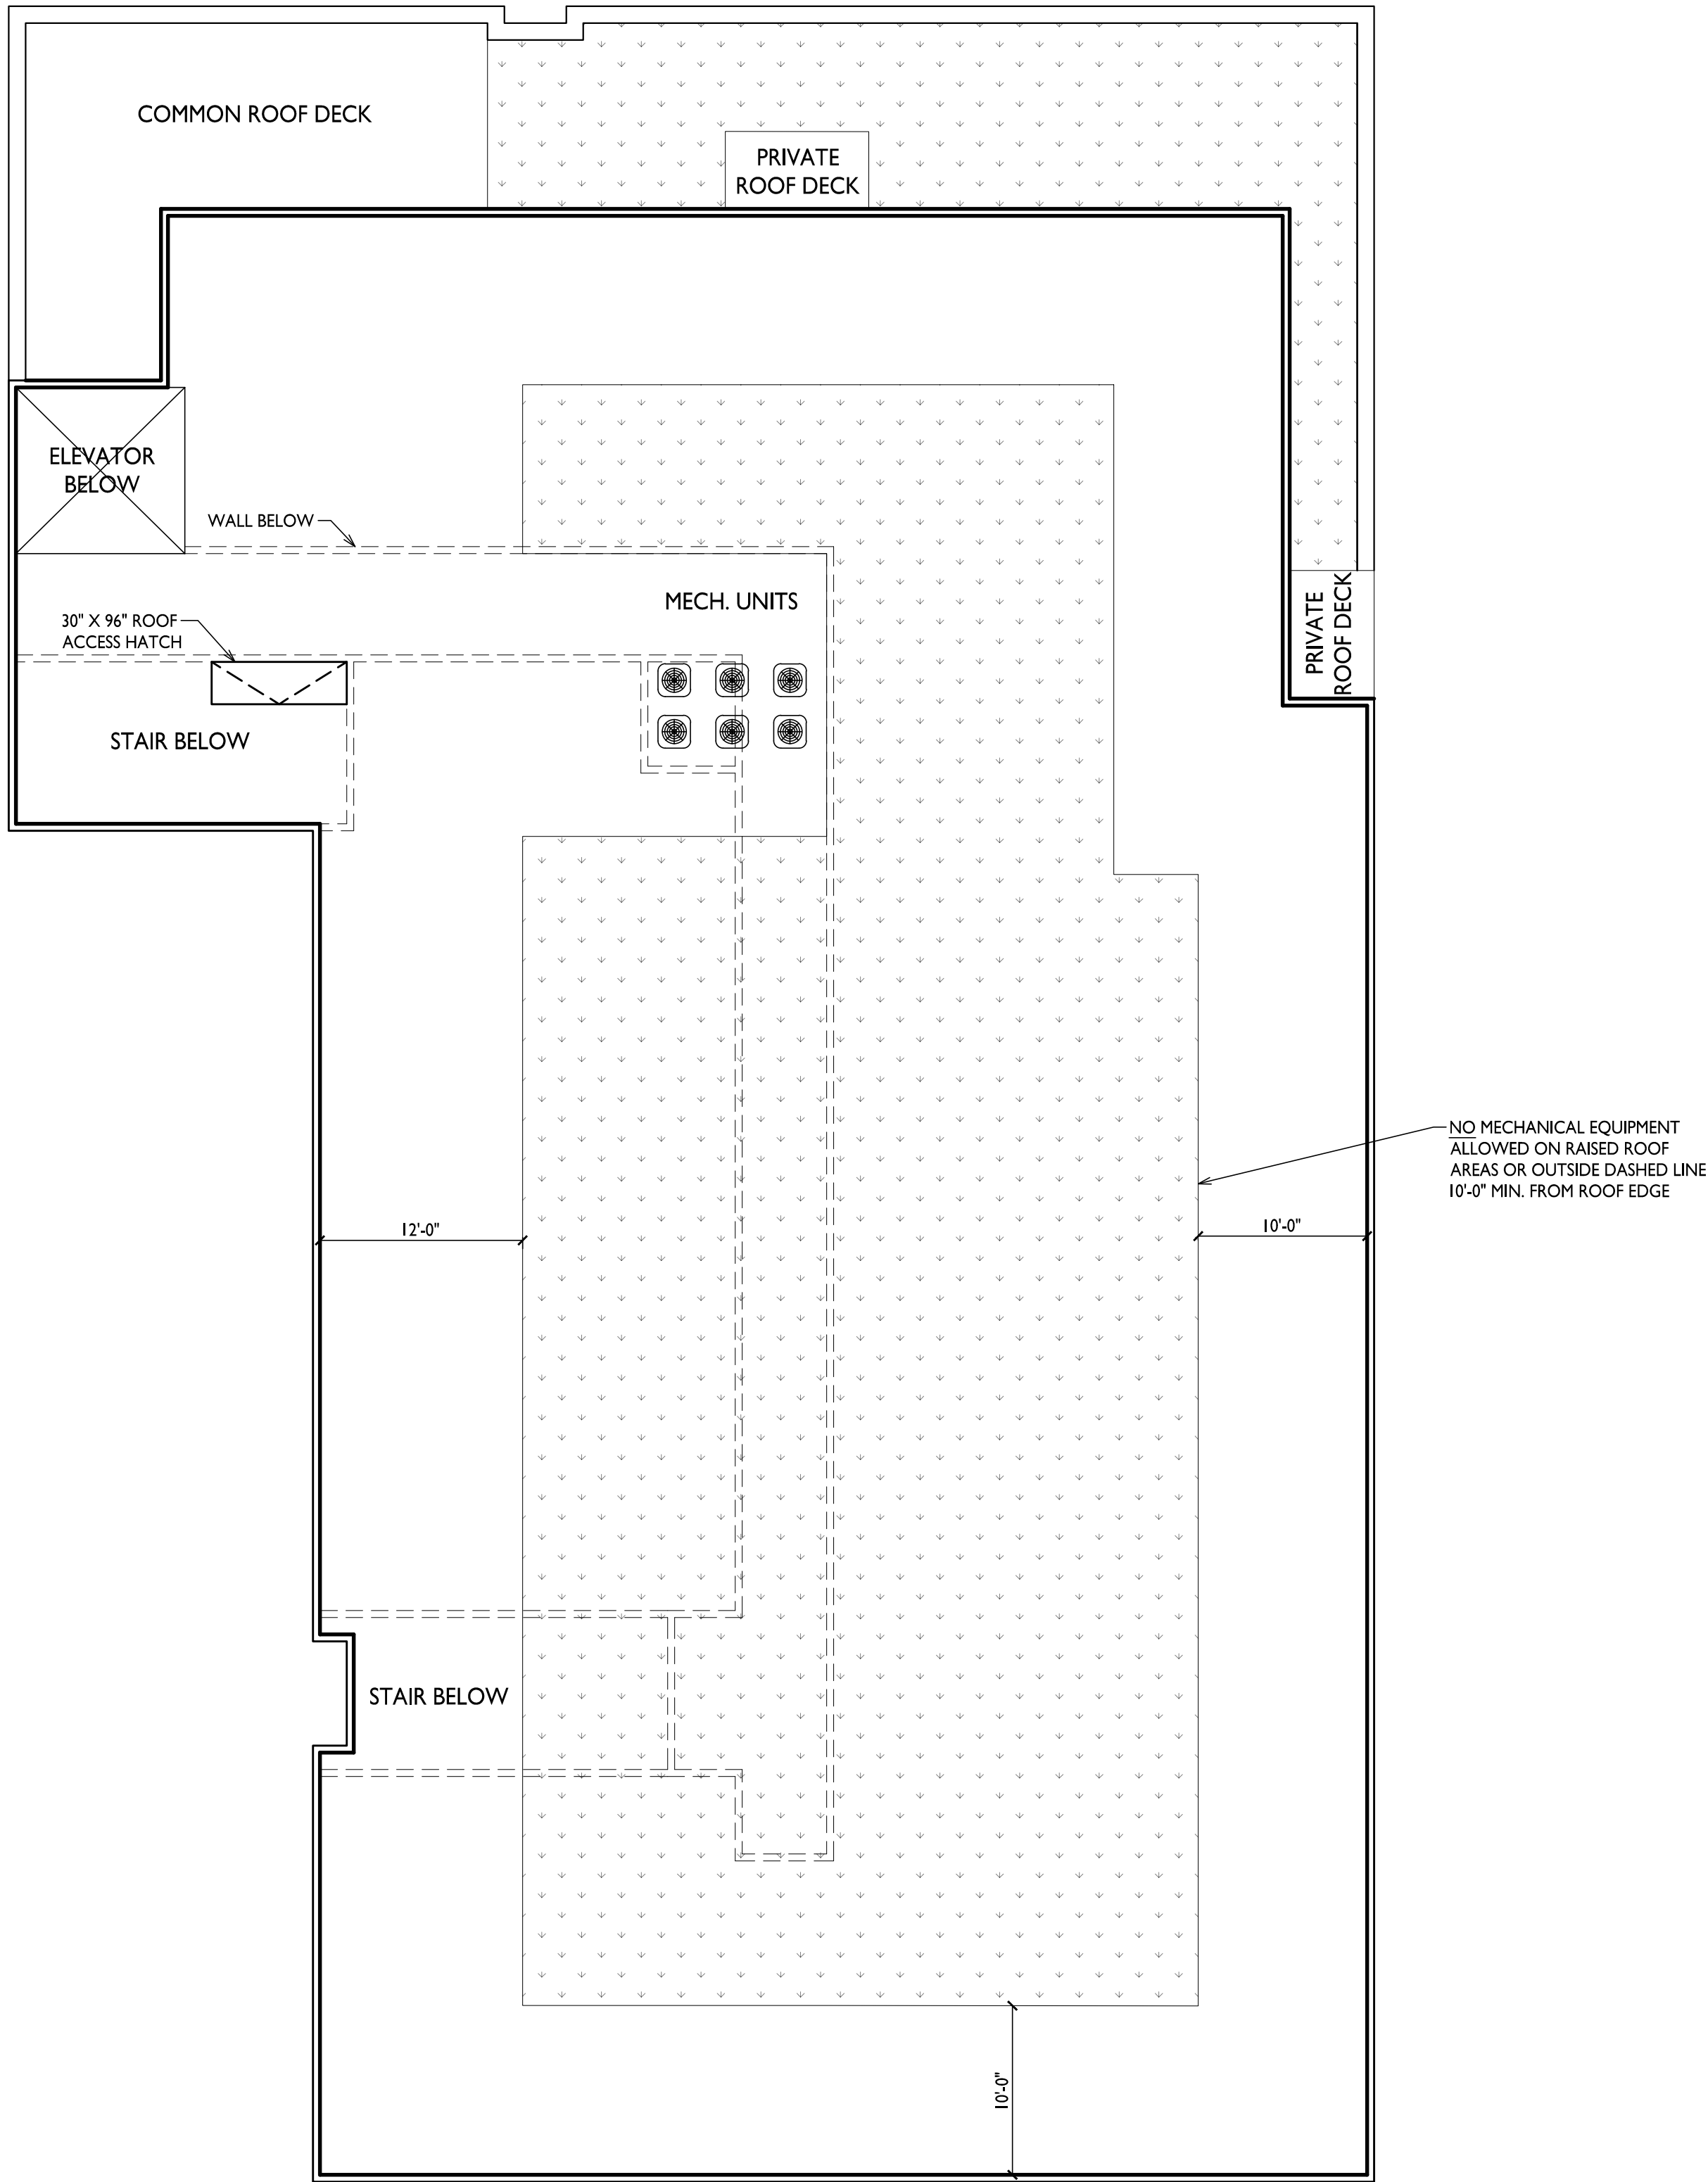 COMMON ROOF DECK
PRIVATE
ROOF DECK
ELEVATOR
BELOW
WALL BELOW
MECH. UNITS
30" X 96" ROOF
ACCESS HATCH
PRIVATE
ROOF DECK
STAIR BELOW
NO MECHANICAL EQUIPMENT
ALLOWED ON RAISED ROOF
AREAS OR OUTSIDE DASHED LINE
10'-0" MIN. FROM ROOF EDGE
12'-0"
10'-0"
STAIR BELOW
10'-0"